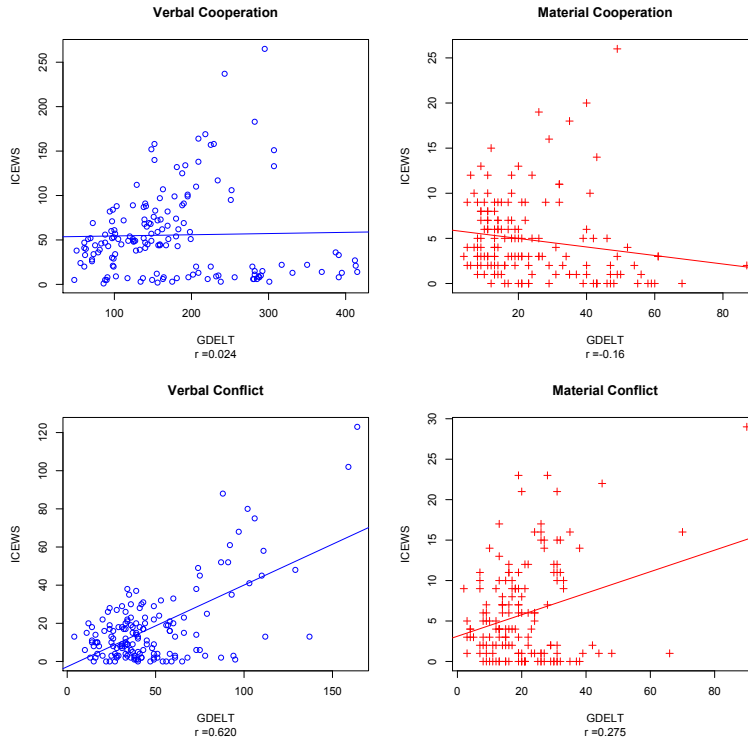 Verbal Cooperation
ICEWS
250
200
150
100
50
0
100 200 300 400
GDELT
r =0.024
Material Cooperation
ICEWS
25
20
15
10
5
0
20 40 60 80
GDELT
r =-0.16
Verbal Conflict
ICEWS
120
100
80
60
40
20
0
0 50 100 150
GDELT
r =0.620
Material Conflict
ICEWS
30
25
20
15
10
5
0
0 20 40 60 80
GDELT
r =0.275